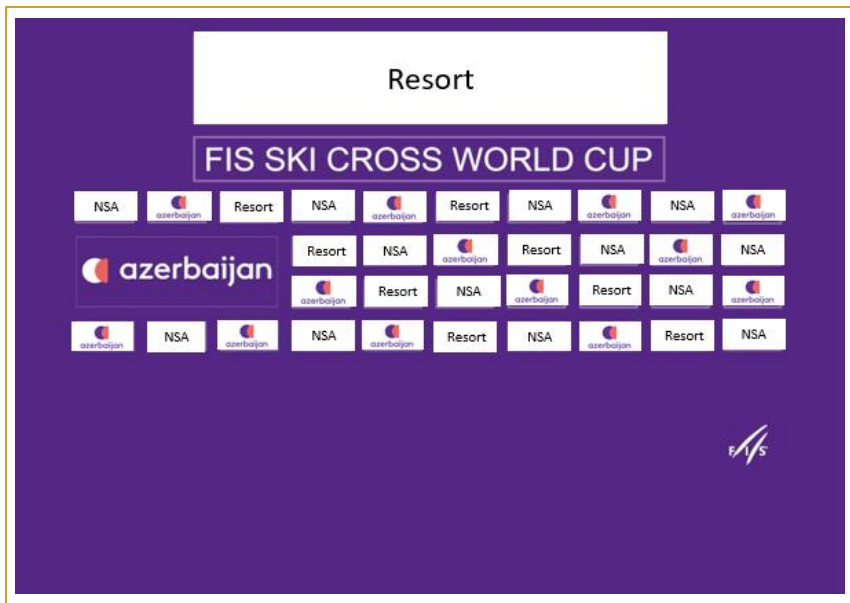 Resort
FIS SKI CROSS WORLD CUP
NSA azerbaijan Resort NSA azerbaijan Resort NSA azerbaijan NSA azerbaijan
azerbaijan
Resort NSA azerbaijan Resort NSA azerbaijan NSA
azerbaijan Resort NSA azerbaijan Resort NSA azerbaijan
azerbaijan NSA azerbaijan NSA azerbaijan Resort NSA azerbaijan Resort NSA
F/I/S